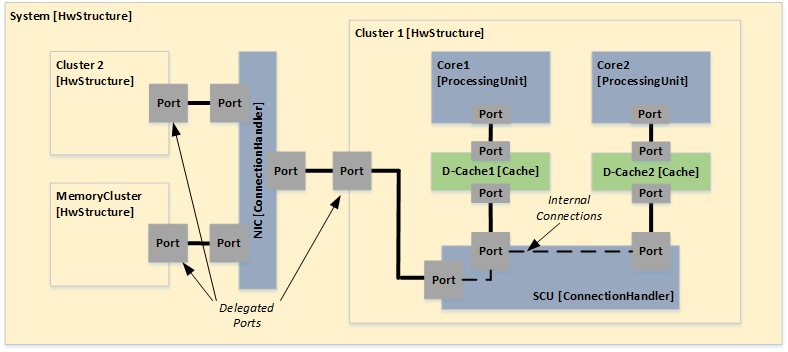 System [HwStructure]
Cluster 2
[HwStructure]
Port
Port
MemoryCluster
[HwStructure]
Port
Port
NIC [ConnectionHandler]
Port
Port
Delegated
Ports
Cluster 1 [HwStructure]
Core1
[ProcessingUnit]
Port
Port
D-Cache1 [Cache]
Port
Core2
[ProcessingUnit]
Port
Port
D-Cache2 [Cache]
Port
Internal
Connections
Port
Port
Port
SCU [ConnectionHandler]